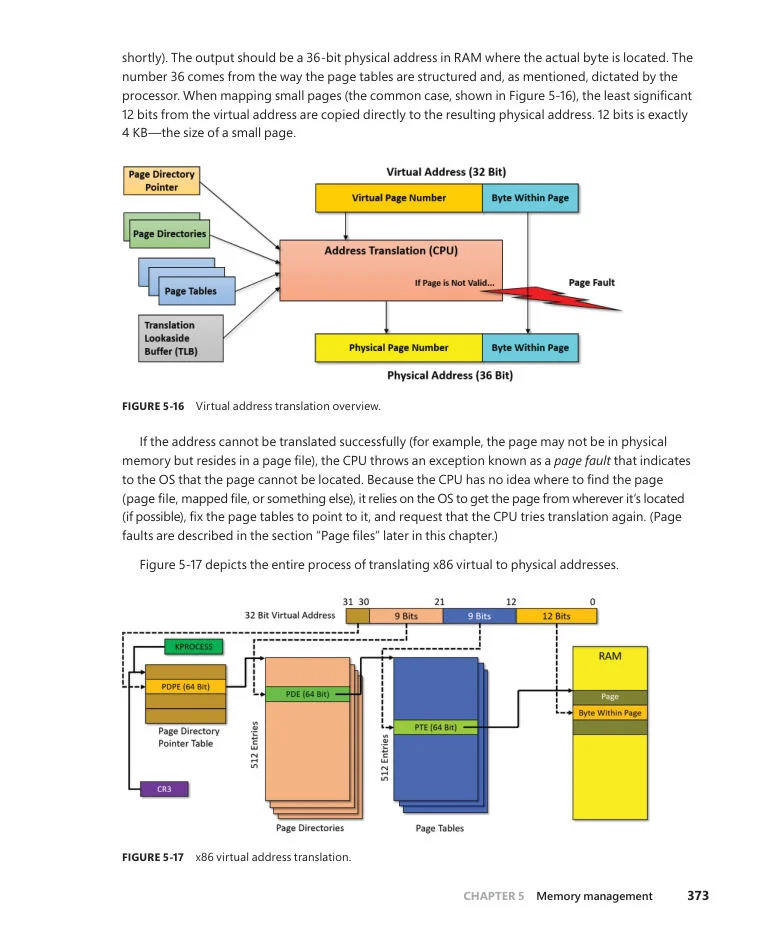 shortly). The output should be a 36-bit physical address in RAM where the actual byte is located. The
number 36 comes from the way the page tables are structured and, as mentioned, dictated by the
processor. When mapping small pages (the common case, shown in Figure 5-16), the least significant
12 bits from the virtual address are copied directly to the resulting physical address. 12 bits is exactly
4 KB—the size of a small page.
Virtual Address (32 Bit)
Page Directory
Pointer
Virtual Page Number
Byte Within Page
Page Directories
Address Translation (CPU)
If Page is Not Valid...
Page Fault
Page Tables
Translation
Lookaside
Buffer (TLB)
Physical Page Number
Byte Within Page
Physical Address (36 Bit)
FIGURE 5-16 Virtual address translation overview.
If the address cannot be translated successfully (for example, the page may not be in physical
memory but resides in a page file), the CPU throws an exception known as a page fault that indicates
to the OS that the page cannot be located. Because the CPU has no idea where to find the page
(page file, mapped file, or something else), it relies on the OS to get the page from wherever it’s located
(if possible), fix the page tables to point to it, and request that the CPU tries translation again. (Page
faults are described in the section “Page files” later in this chapter.)
Figure 5-17 depicts the entire process of translating x86 virtual to physical addresses.
31 30 21 12 0
32 Bit Virtual Address
9 Bits
9 Bits
12 Bits
KPROCESS
PDPE (64 Bit)
Page Directory
Pointer Table
CR3
512 Entries
PDE (64 Bit)
Page Directories
512 Entries
PTE (64 Bit)
Page Tables
RAM
Page
Byte Within Page
FIGURE 5-17 x86 virtual address translation.
CHAPTER 5 Memory management 373